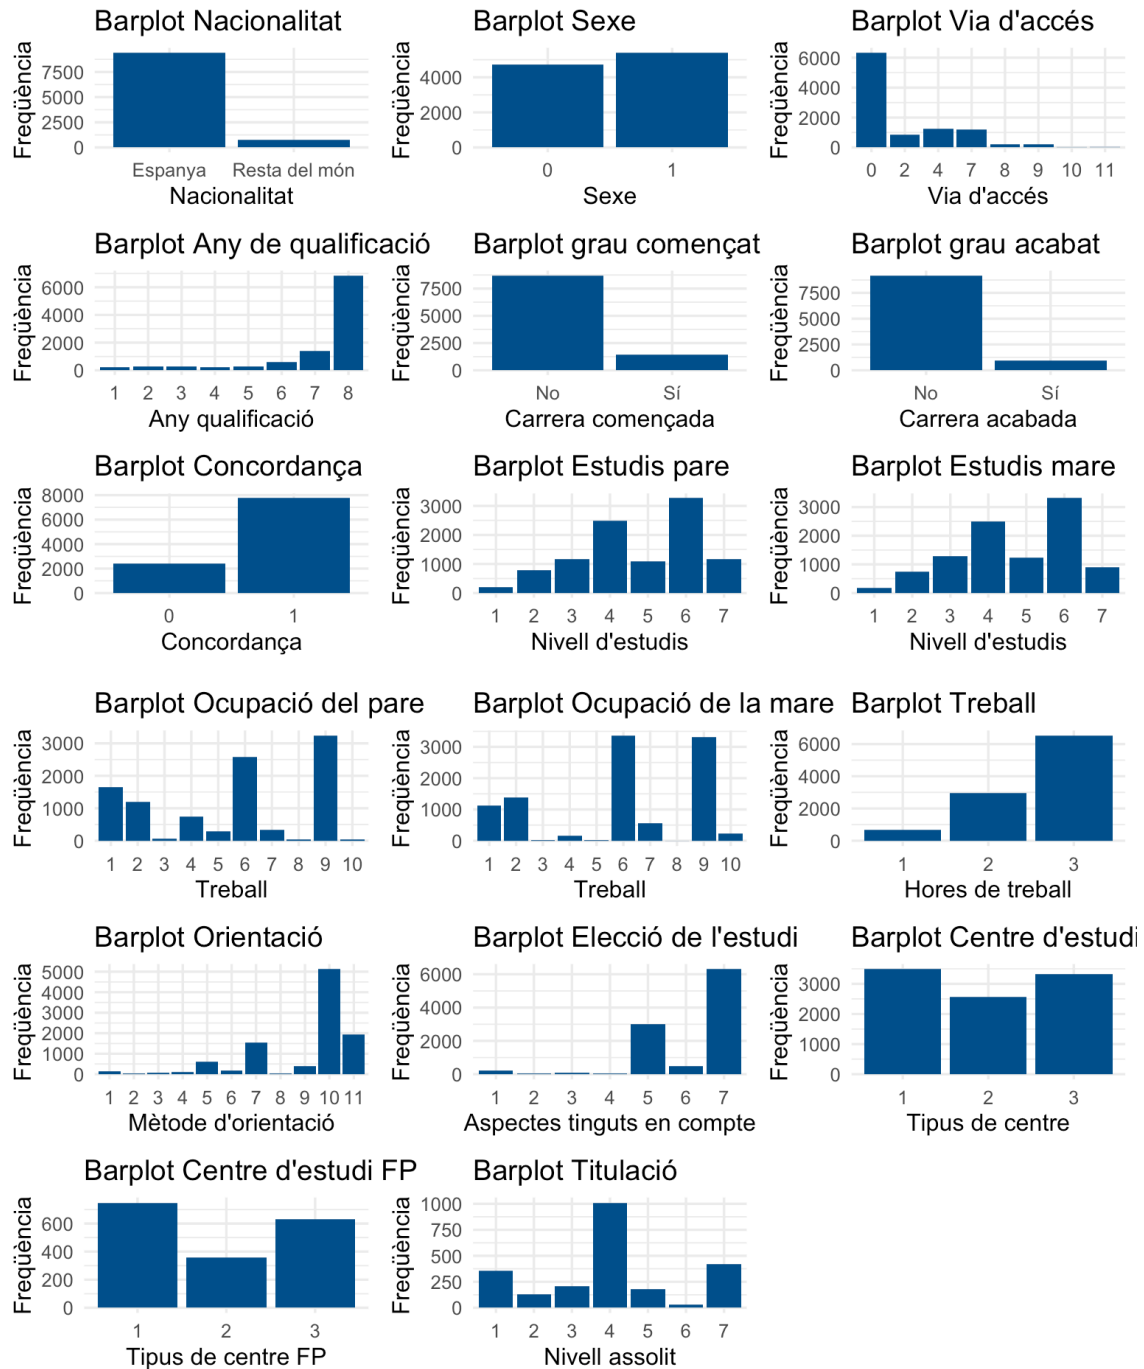 Barplot Nacionalitat
Freqüència
7500
5000
2500
0
Espanya Resta del món
Nacionalitat
Barplot Sexe
Freqüència
4000
2000
0
0 1
Sexe
Barplot Via d'accés
Freqüència
6000
4000
2000
0
0 2 4 7 8 9 10 11
Via d'accés
Barplot Any de qualificació
Freqüència
6000
4000
2000
0
1 2 3 4 5 6 7 8
Any qualificació
Barplot grau començat
Freqüència
7500
5000
2500
0
No Sí
Carrera començada
Barplot grau acabat
Freqüència
7500
5000
2500
0
No Sí
Carrera acabada
Barplot Concordança
Freqüència
8000
6000
4000
2000
0
0 1
Concordança
Barplot Estudis pare
Freqüència
3000
2000
1000
0
1 2 3 4 5 6 7
Nivell d'estudis
Barplot Estudis mare
Freqüència
3000
2000
1000
0
1 2 3 4 5 6 7
Nivell d'estudis
Barplot Ocupació del pare
Freqüència
3000
2000
1000
0
1 2 3 4 5 6 7 8 9 10
Treball
Barplot Ocupació de la mare
Freqüència
3000
2000
1000
0
1 2 3 4 5 6 7 8 9 10
Treball
Barplot Treball
Freqüència
6000
4000
2000
0
1 2 3
Hores de treball
Barplot Orientació
Freqüència
5000
4000
3000
2000
1000
0
1 2 3 4 5 6 7 8 9 10 11
Mètode d'orientació
Barplot Elecció de l'estudi
Freqüència
6000
4000
2000
0
1 2 3 4 5 6 7
Aspectes tinguts en compte
Barplot Centre d'estudi
Freqüència
3000
2000
1000
0
1 2 3
Tipus de centre
Barplot Centre d'estudi FP
Freqüència
600
400
200
0
1 2 3
Tipus de centre FP
Barplot Titulació
Freqüència
1000
750
500
250
0
1 2 3 4 5 6 7
Nivell assolit